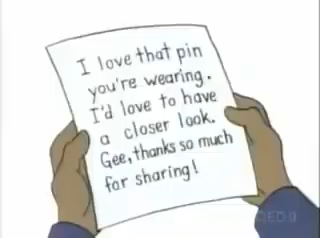 I love that pin
you're wearing.
I'd love to have
a closer look.
Gee, thanks so much
for sharing!